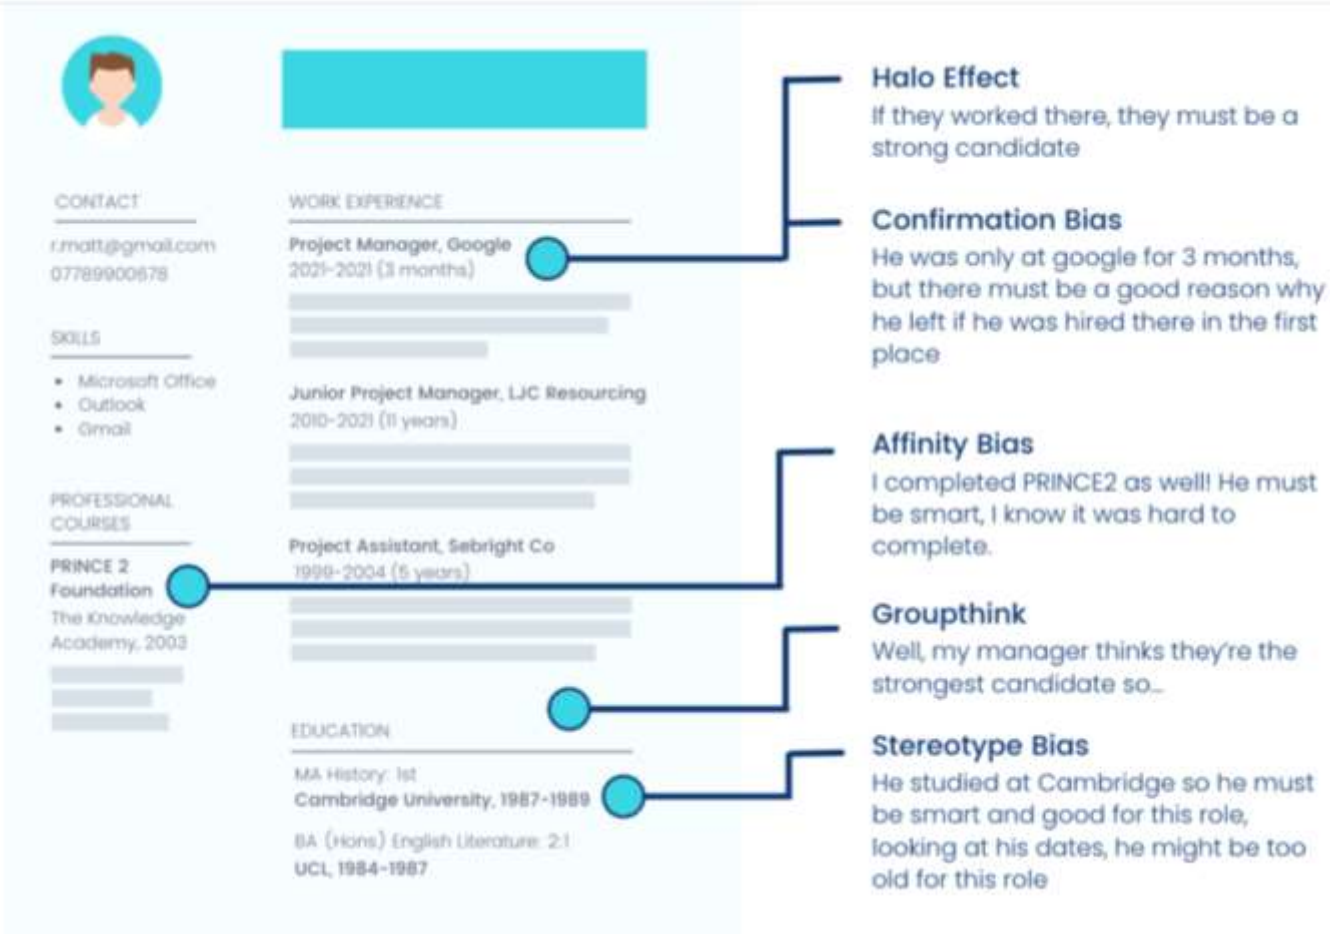 CONTACT
r.matt@gmail.com
07789900678
SKILLS
• Microsoft Office
• Outlook
• Gmail
PROFESSIONAL
COURSES
PRINCE 2
Foundation
The Knowledge
Academy, 2003
WORK EXPERIENCE
Project Manager, Google
2021-2021 (3 months)
Junior Project Manager, LJC Resourcing
2010-2021 (11 years)
Project Assistant, Sebright Co
1999-2004 (5 years)
EDUCATION
MA History: 1st
Cambridge University, 1987-1989
BA (Hons) English Literature: 2:1
UCL, 1984-1987
Halo Effect
If they worked there, they must be a
strong candidate
Confirmation Bias
He was only at google for 3 months,
but there must be a good reason why
he left if he was hired there in the first
place
Affinity Bias
I completed PRINCE2 as well! He must
be smart, I know it was hard to
complete.
Groupthink
Well, my manager thinks they're the
strongest candidate so...
Stereotype Bias
He studied at Cambridge so he must
be smart and good for this role,
looking at his dates, he might be too
old for this role